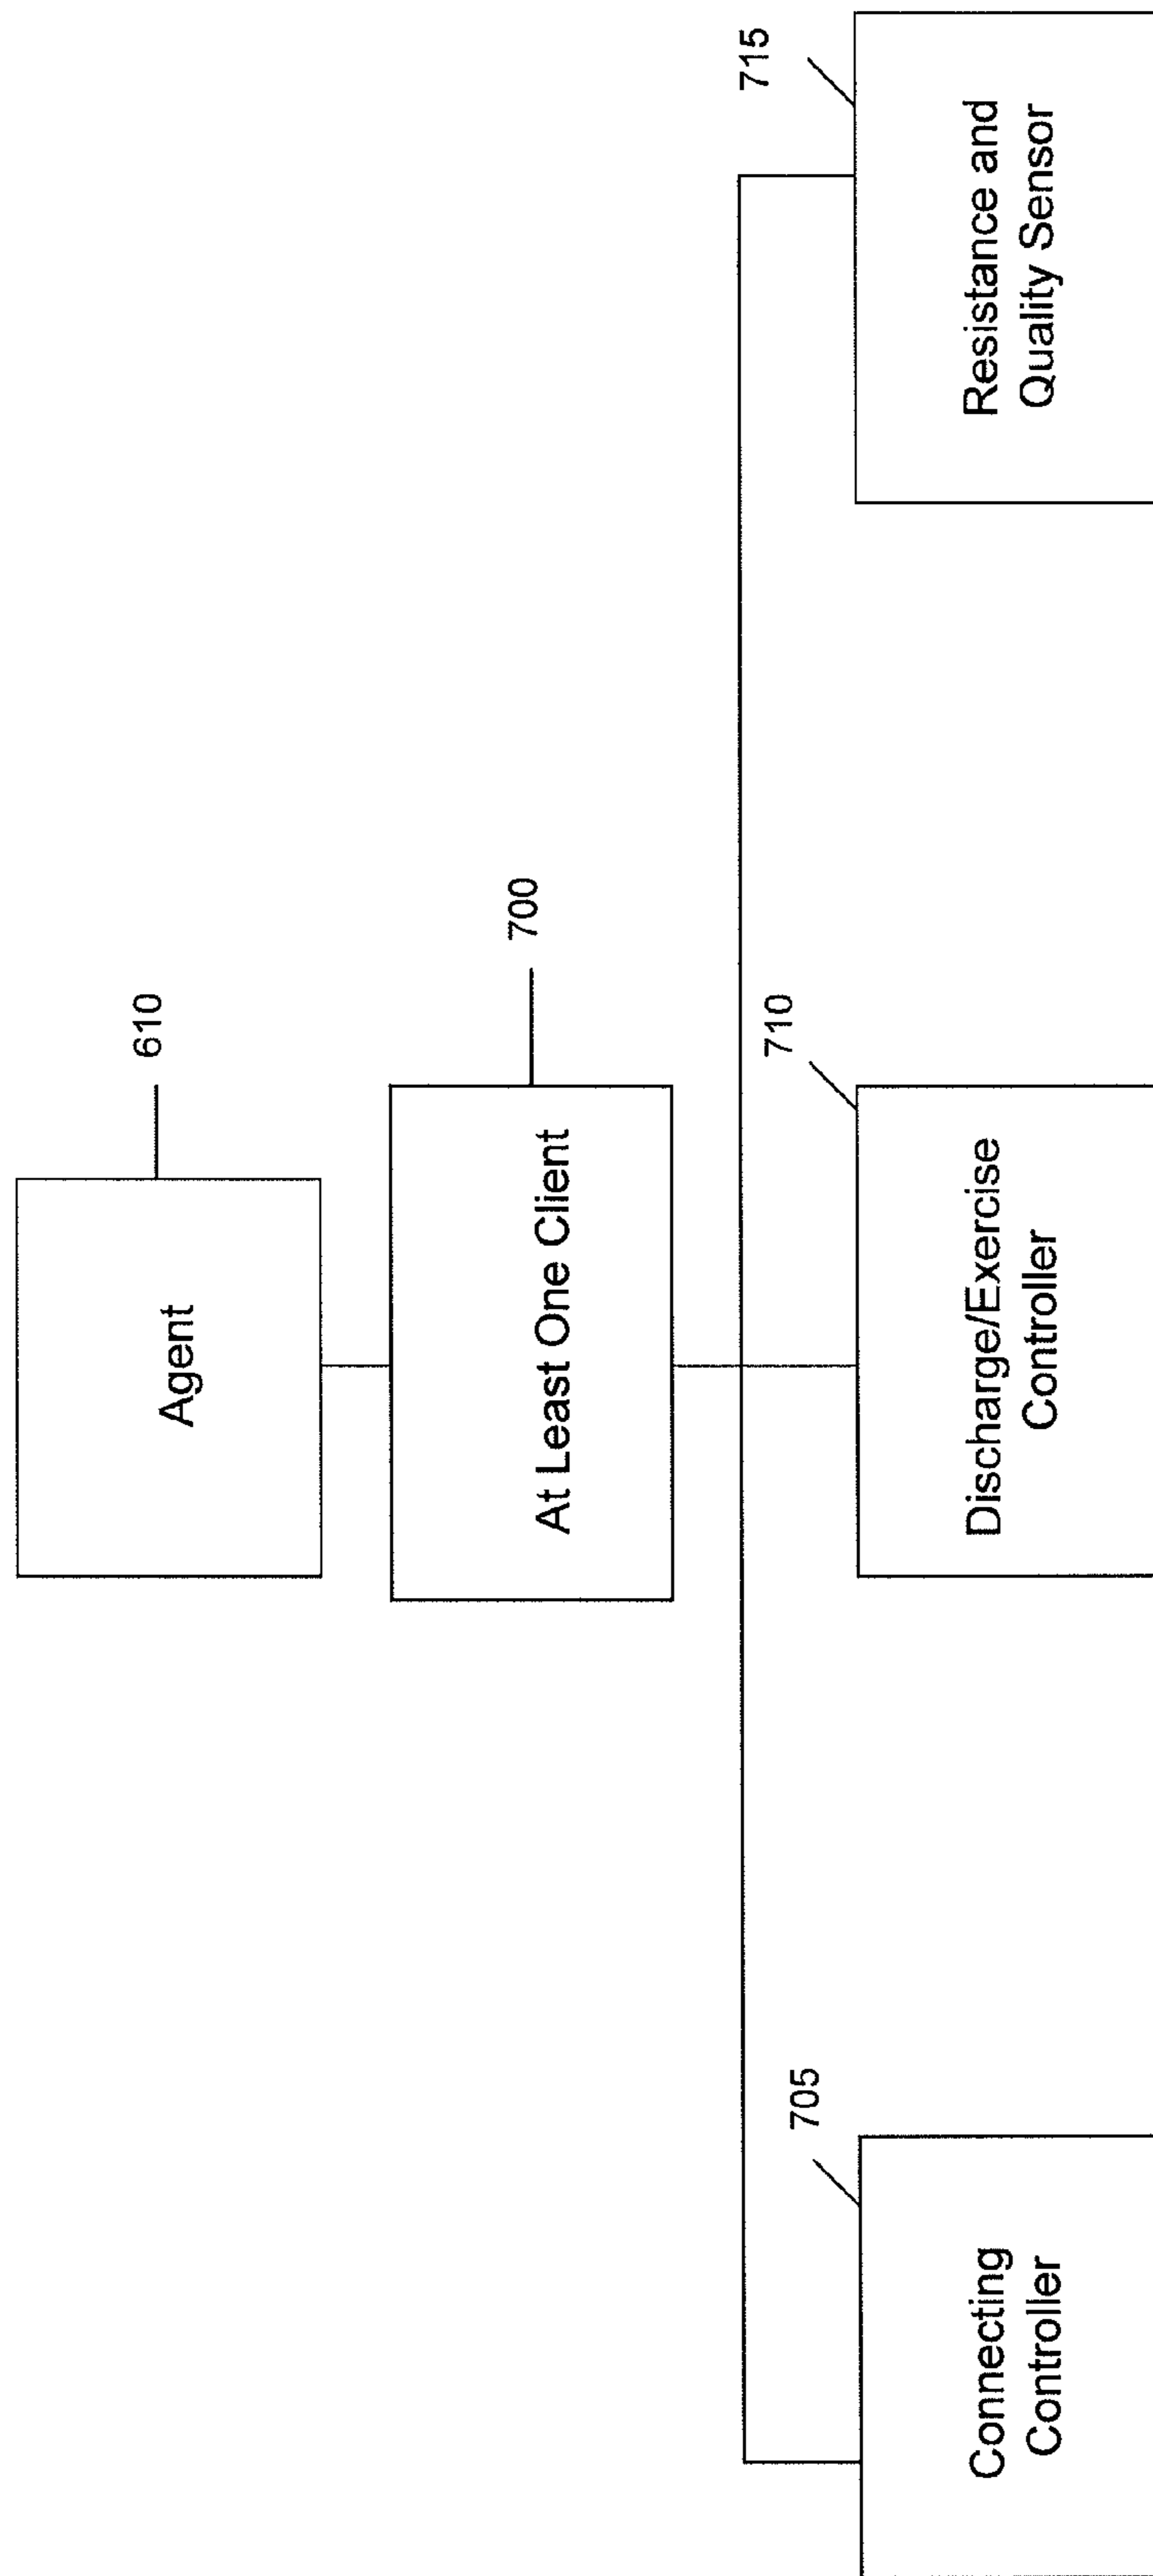 610
Agent
700
At Least One Client
705
710
715
Connecting
Controller
Discharge/Exercise
Controller
Resistance and
Quality Sensor